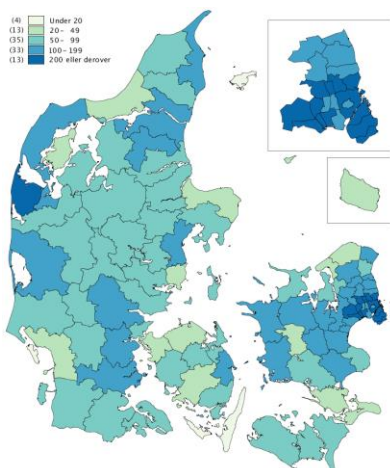 (4) Under 20
(13) 20 - 49
(35) 50 - 99
(33) 100 - 199
(13) 200 eller derover